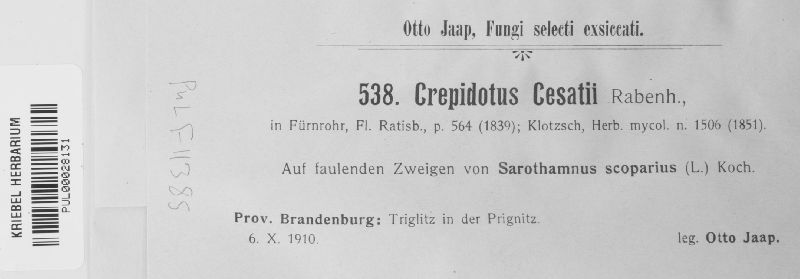 Otto Jaap, Fungi selecti exsiccati.
538. Crepidotus Cesatii Rabenh.,
in Fürnrohr, Fl. Ratisb., p. 564 (1839); Klotzsch, Herb. mycol. n. 1506 (1851).
Auf faulenden Zweigen von Sarothamnus scoparius (L.) Koch.
Prov. Brandenburg: Triglitz in der Prignitz.
6. X. 1910.
leg. Otto Jaap.
KRIEBEL HERBARIUM
PUL00028131
PUL F11389